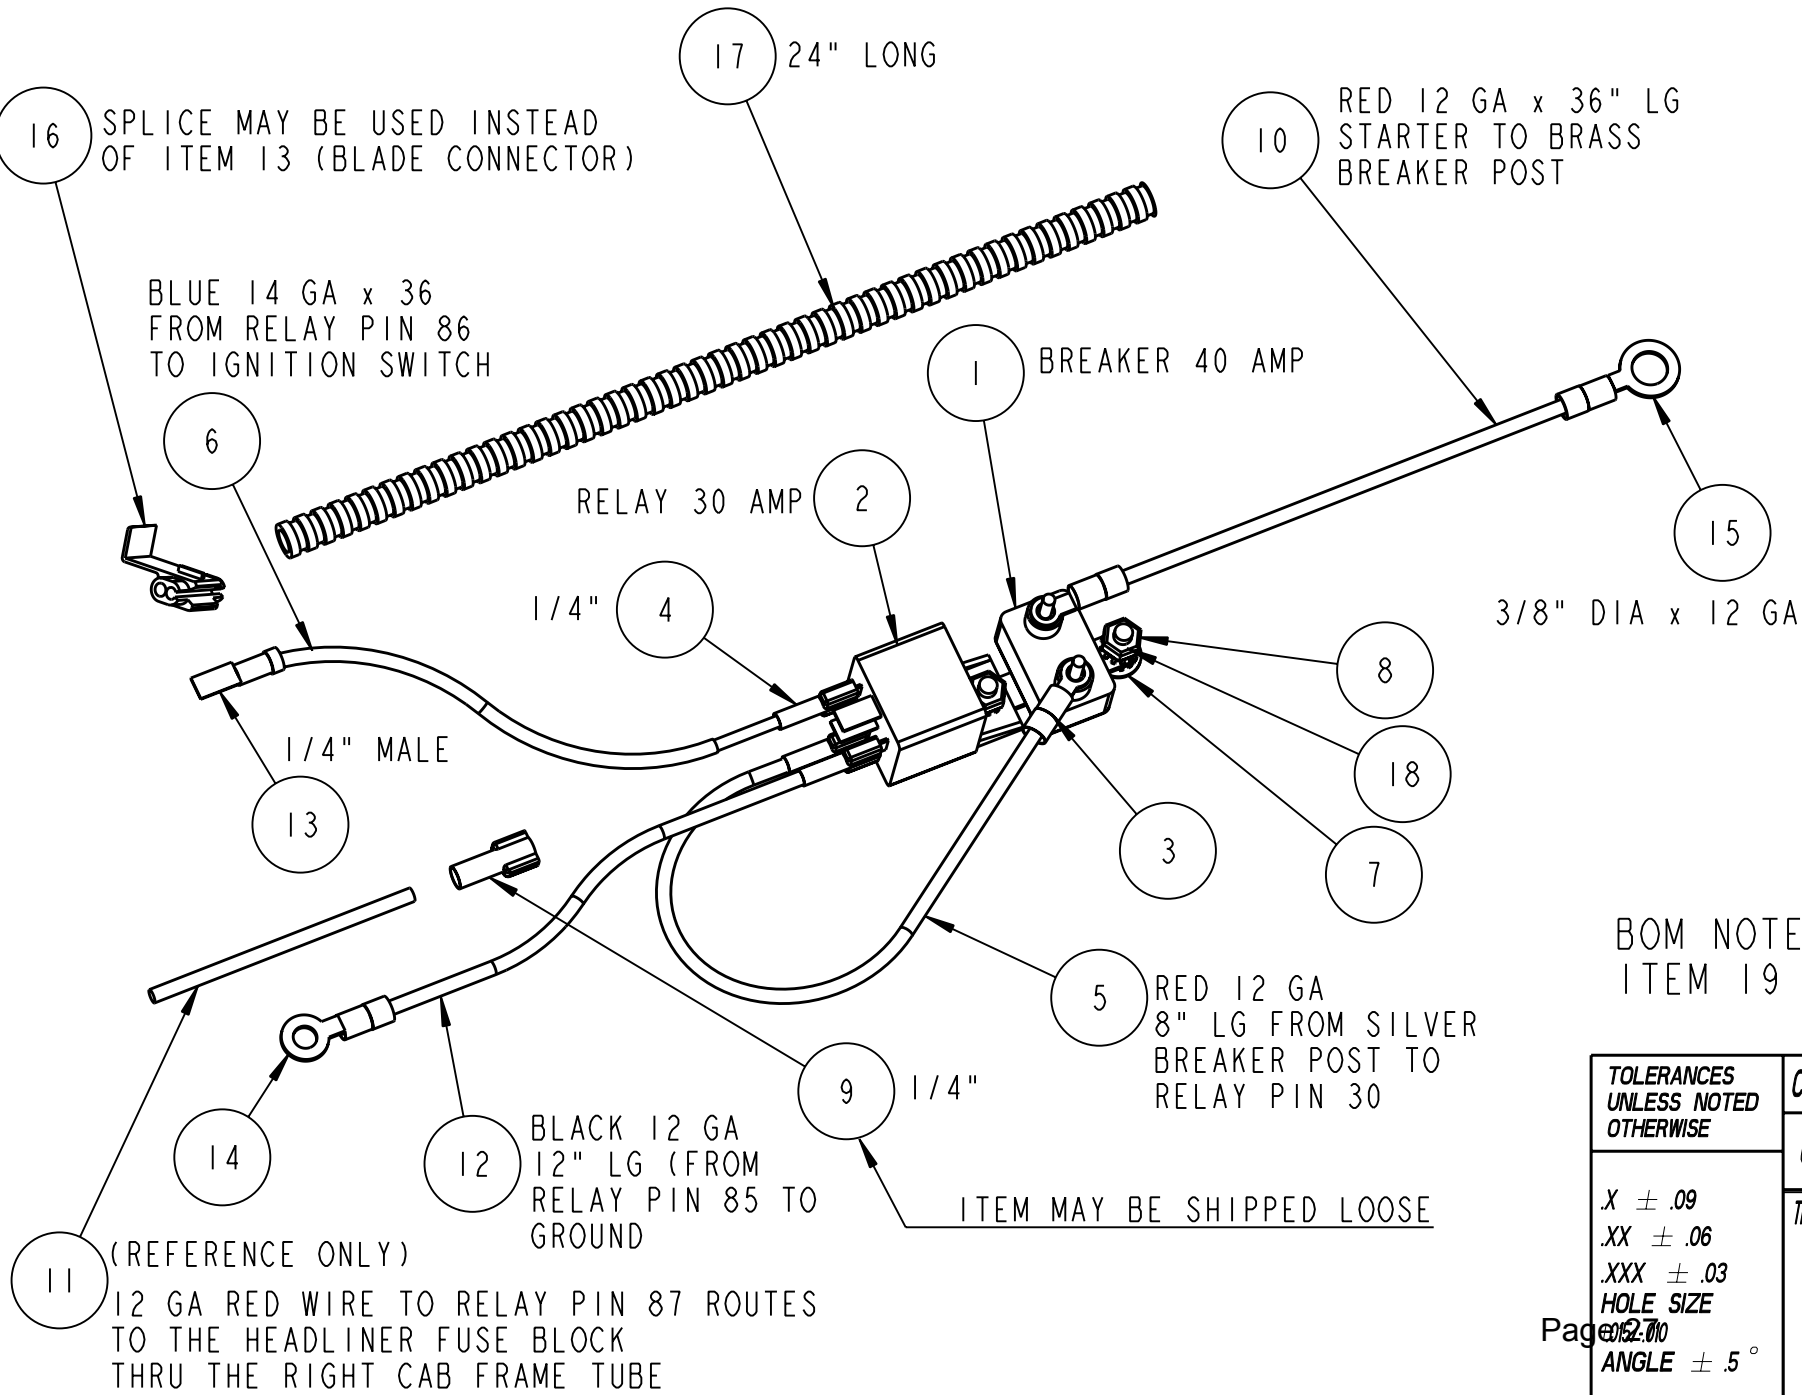 17 24" LONG
16 SPLICE MAY BE USED INSTEAD
OF ITEM 13 (BLADE CONNECTOR)
10 RED 12 GA x 36" LG
STARTER TO BRASS
BREAKER POST
BLUE 14 GA x 36
FROM RELAY PIN 86
TO IGNITION SWITCH
6
1 BREAKER 40 AMP
RELAY 30 AMP 2
15
3/8" DIA x 12 GA
1/4" 4
8
18
7
3
1/4" MALE
13
5 RED 12 GA
8" LG FROM SILVER
BREAKER POST TO
RELAY PIN 30
9 1/4"
ITEM MAY BE SHIPPED LOOSE
14
12 BLACK 12 GA
12" LG (FROM
RELAY PIN 85 TO
GROUND
11 (REFERENCE ONLY)
12 GA RED WIRE TO RELAY PIN 87 ROUTES
TO THE HEADLINER FUSE BLOCK
THRU THE RIGHT CAB FRAME TUBE
BOM NOTE
ITEM 19
TOLERANCES
UNLESS NOTED
OTHERWISE
.X ± .09
.XX ± .06
.XXX ± .03
HOLE SIZE
Page 27
ANGLE ± .5°